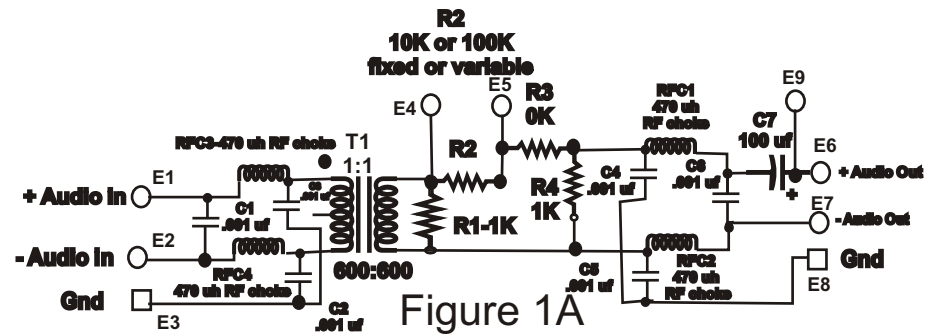 R2
10K or 100K
fixed or variable
E4
E5
R3
0K
RFC1
470 uh
RF choke
E9
C7
100 uf
E6
+ Audio Out
RFC3-470 uh RF choke
T1
1:1
R2
C4
.001 uf
C6
.001 uf
+
E7
- Audio Out
E1
+ Audio in
C1
.001 uf
C3
.001 uf
R4
1K
R1-1K
E2
- Audio in
RFC4
470 uh RF choke
600:600
C5
.001 uf
RFC2
470 uh
RF choke
Gnd
E8
Gnd
E3
C2
.001 uf
Figure 1A